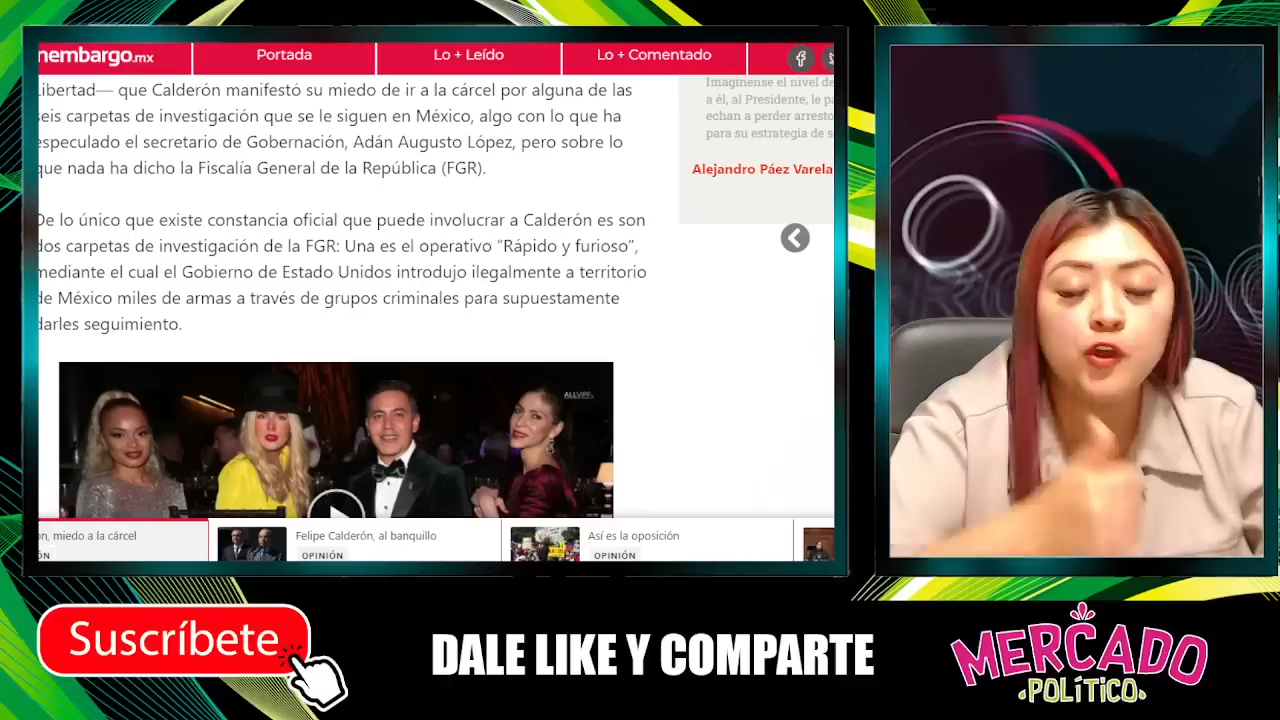 nembargo.mx
Portada
Lo + Leído
Lo + Comentado
Libertad— que Calderón manifestó su miedo de ir a la cárcel por alguna de las
seis carpetas de investigación que se le siguen en México, algo con lo que ha
especulado el secretario de Gobernación, Adán Augusto López, pero sobre lo
que nada ha dicho la Fiscalía General de la República (FGR).
De lo único que existe constancia oficial que puede involucrar a Calderón es son
dos carpetas de investigación de la FGR: Una es el operativo “Rápido y furioso”,
mediante el cual el Gobierno de Estado Unidos introdujo ilegalmente a territorio
de México miles de armas a través de grupos criminales para supuestamente
darles seguimiento.
Imagínense el nivel de
a él, al Presidente, le pa
echan a perder arresto
para su estrategia de s
Alejandro Páez Varela
ALLVIPP.
on, miedo a la cárcel
ÓN
Felipe Calderón, al banquillo
OPINIÓN
Así es la oposición
OPINIÓN
Suscríbete
DALE LIKE Y COMPARTE
MERCADO
POLÍTICO